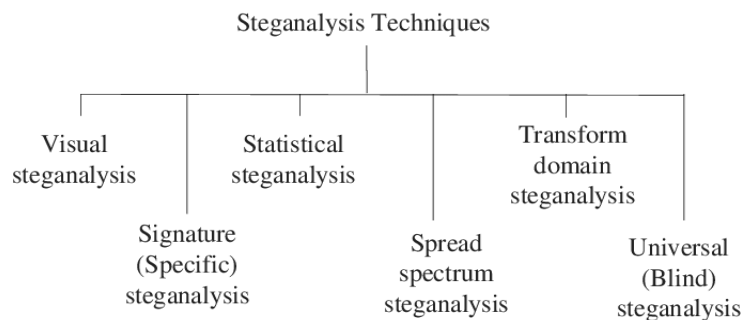 Steganalysis Techniques
Visual
steganalysis
Signature
(Specific)
steganalysis
Statistical
steganalysis
Spread
spectrum
steganalysis
Transform
domain
steganalysis
Universal
(Blind)
steganalysis